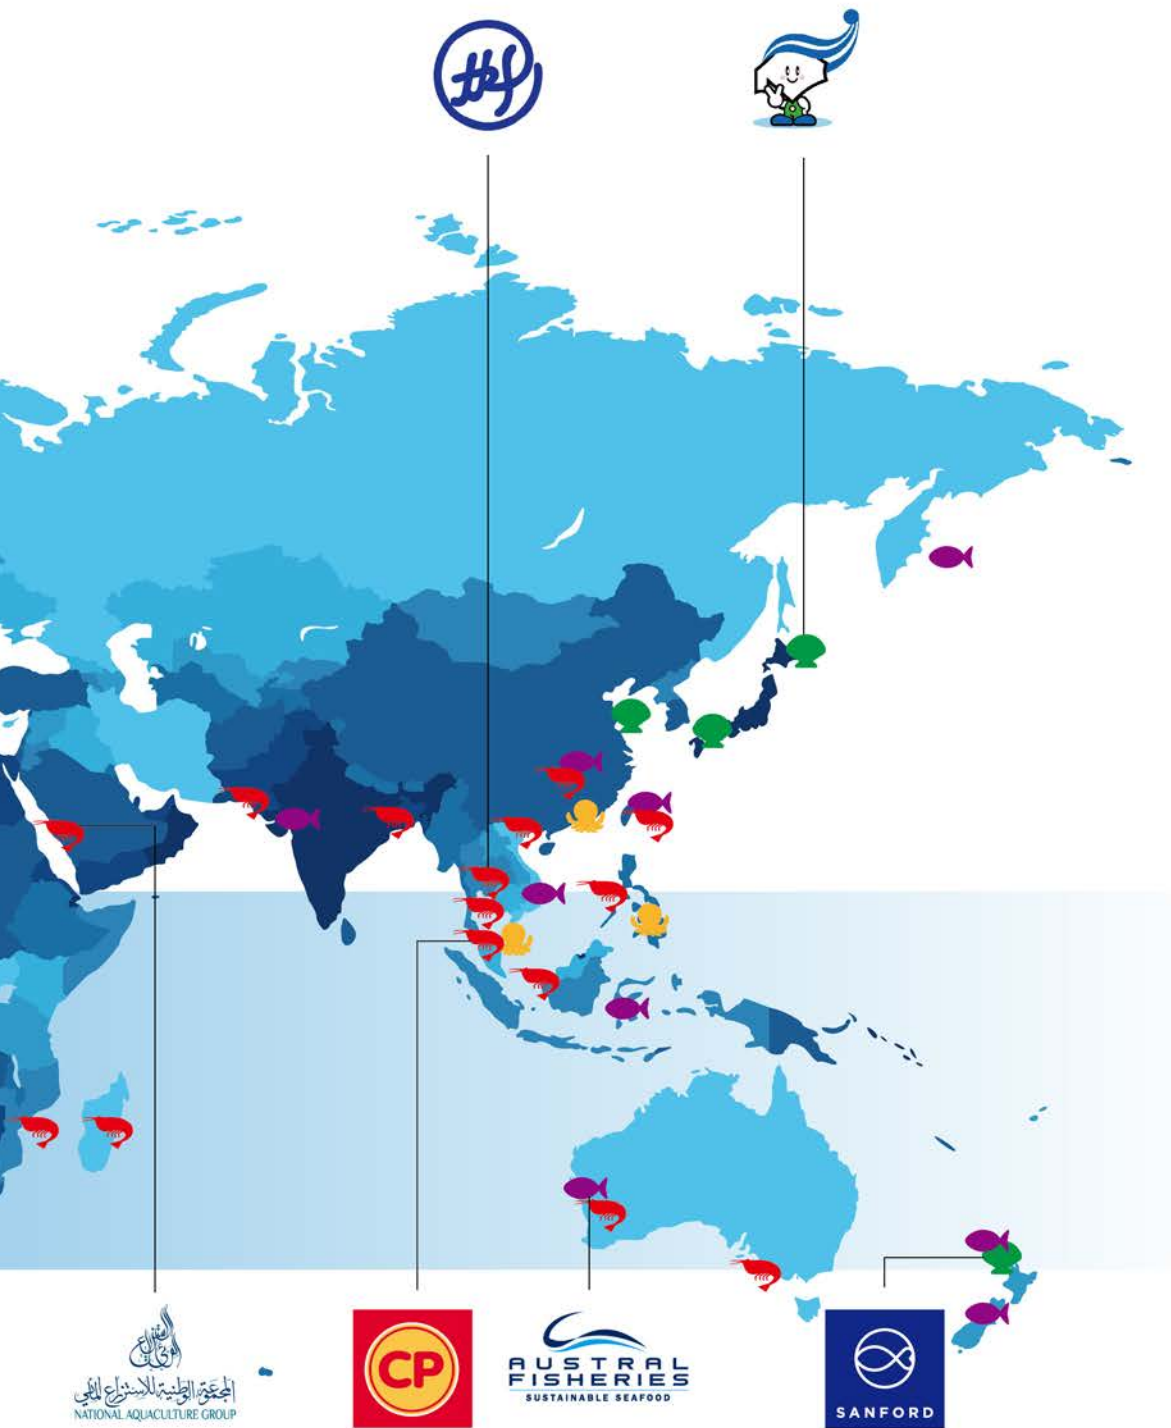 المجموعة الوطنية للاستزراع المائي
NATIONAL AQUACULTURE GROUP
CP
AUSTRAL
FISHERIES
SUSTAINABLE SEAFOOD
SANFORD